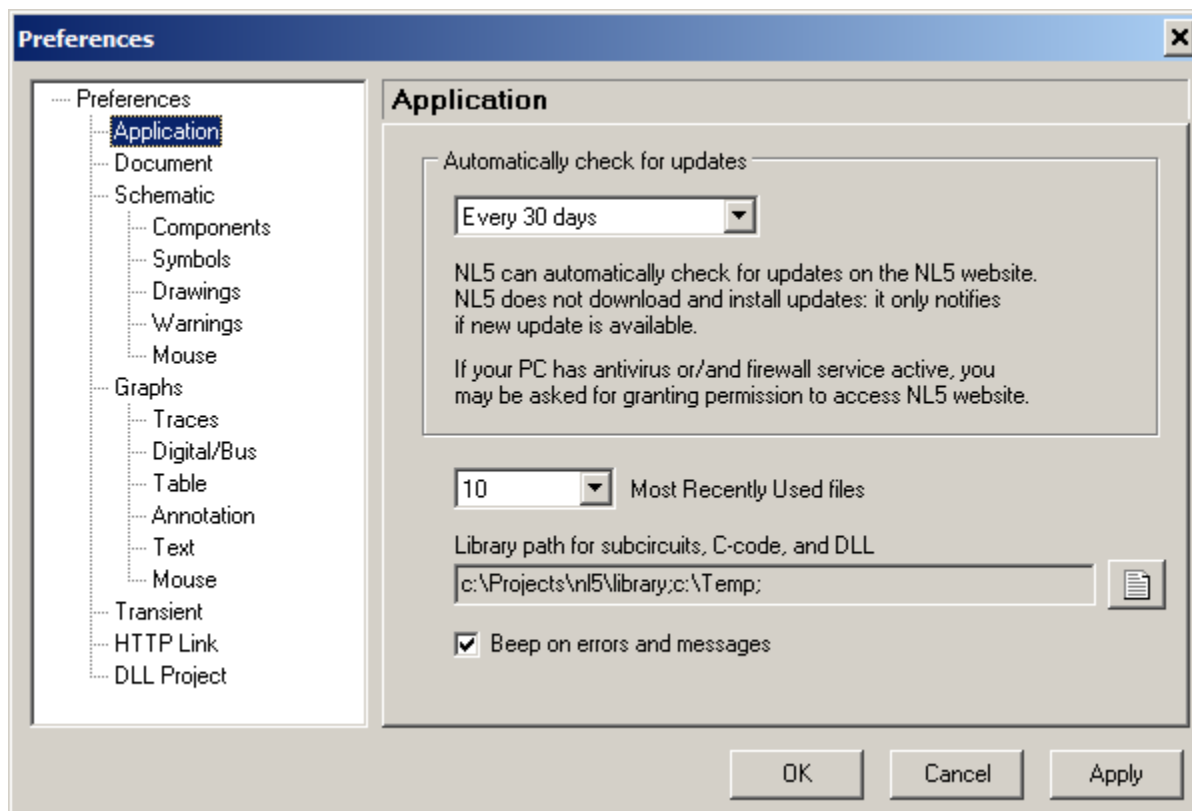 Preferences
Preferences
Application
Document
Schematic
Components
Symbols
Drawings
Warnings
Mouse
Graphs
Traces
Digital/Bus
Table
Annotation
Text
Mouse
Transient
HTTP Link
DLL Project
Application
Automatically check for updates
Every 30 days
NL5 can automatically check for updates on the NL5 website.
NL5 does not download and install updates: it only notifies
if new update is available.
If your PC has antivirus or/and firewall service active, you
may be asked for granting permission to access NL5 website.
10 Most Recently Used files
Library path for subcircuits, C-code, and DLL
c:\Projects\nl5\library;c:\Temp;
Beep on errors and messages
OK Cancel Apply